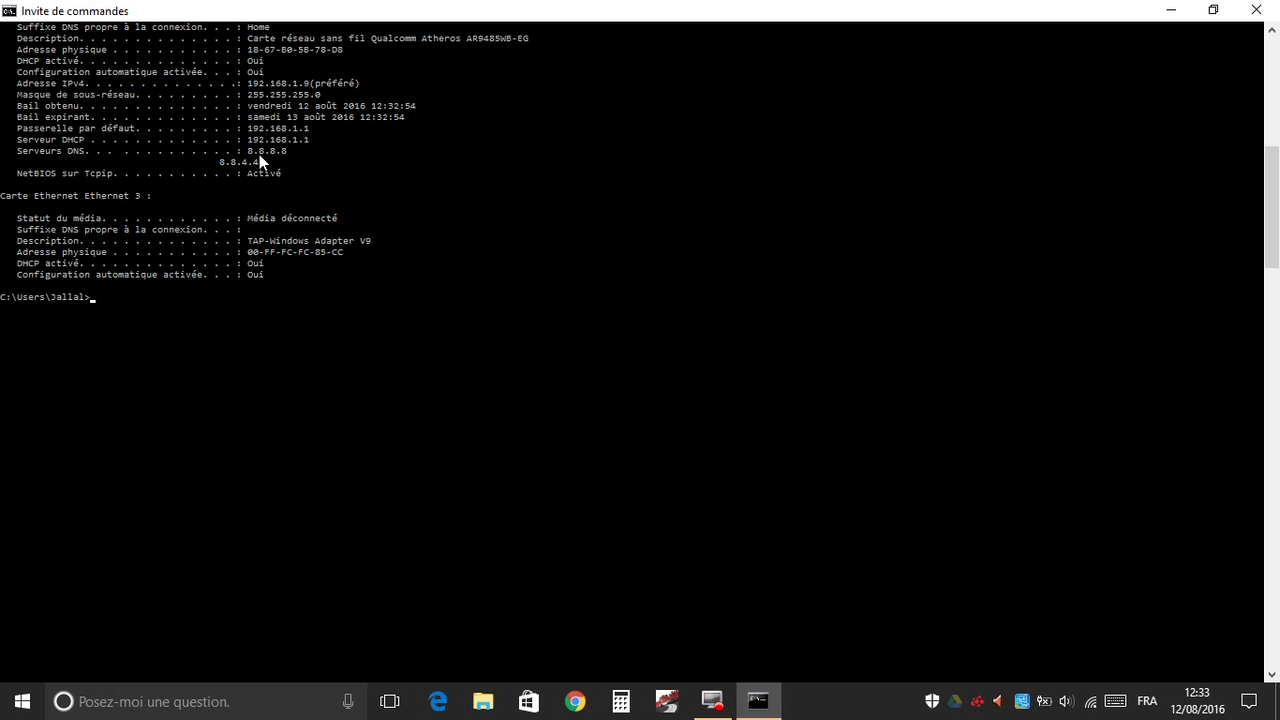 Invite de commandes
Suffixe DNS propre à la connexion. . . : Home
Description. . . . . . . . . . . . . . : Carte réseau sans fil Qualcomm Atheros AR9485WB-EG
Adresse physique . . . . . . . . . . . : 18-67-B0-5B-78-D8
DHCP activé. . . . . . . . . . . . . . : Oui
Configuration automatique activée. . . : Oui
Adresse IPv4. . . . . . . . . . . . . .: 192.168.1.9(préféré)
Masque de sous-réseau. . . . . . . . . : 255.255.255.0
Bail obtenu. . . . . . . . . . . . . . : vendredi 12 août 2016 12:32:54
Bail expirant. . . . . . . . . . . . . : samedi 13 août 2016 12:32:54
Passerelle par défaut. . . . . . . . . : 192.168.1.1
Serveur DHCP . . . . . . . . . . . . . : 192.168.1.1
Serveurs DNS. . .  . . . . . . . . . . : 8.8.8.8
8.8.4.4
NetBIOS sur Tcpip. . . . . . . . . . . : Activé
Carte Ethernet Ethernet 3 :
Statut du média. . . . . . . . . . . . : Média déconnecté
Suffixe DNS propre à la connexion. . . :
Description. . . . . . . . . . . . . . : TAP-Windows Adapter V9
Adresse physique . . . . . . . . . . . : 00-FF-FC-FC-85-CC
DHCP activé. . . . . . . . . . . . . . : Oui
Configuration automatique activée. . . : Oui
C:\Users\Jallal>
Posez-moi une question.
FRA
12:33
12/08/2016